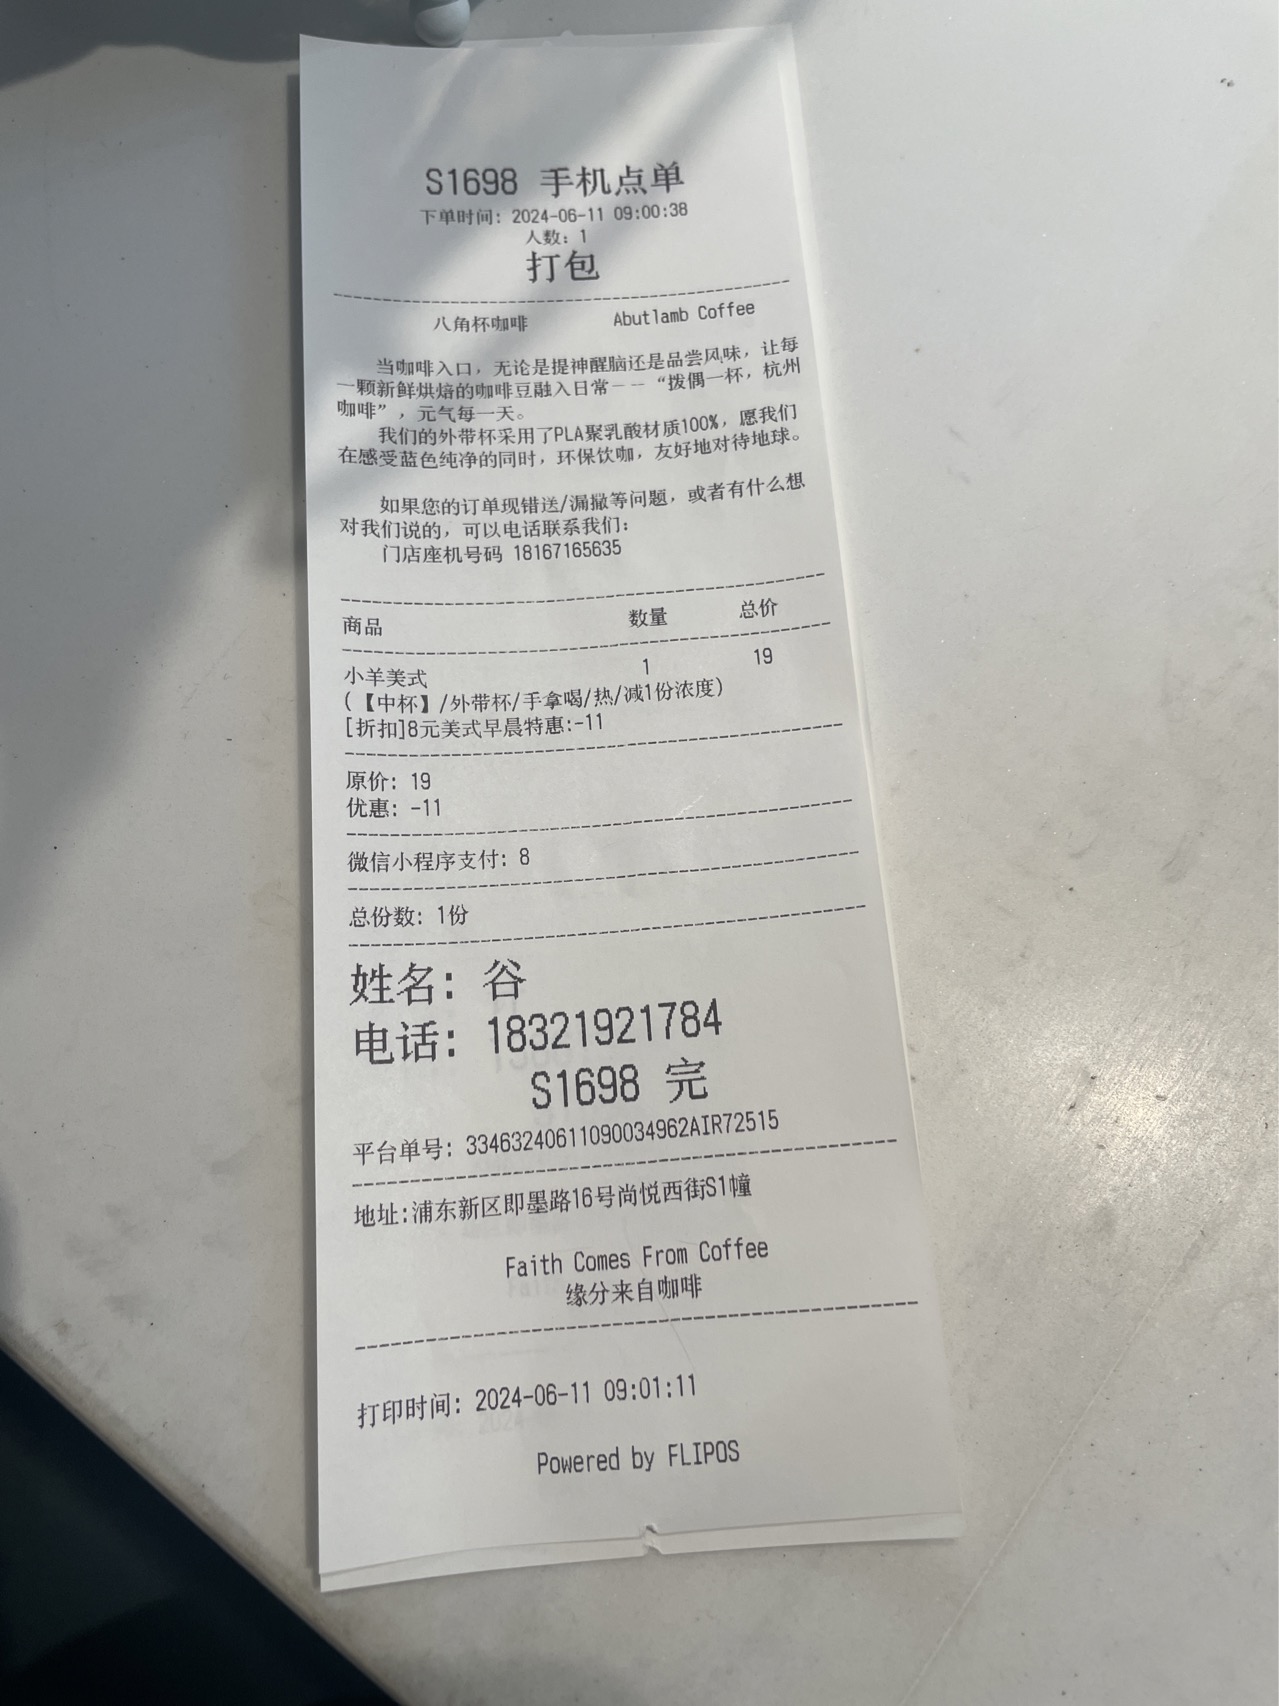 S1698 手机点单
下单时间: 2024-06-11 09:00:38
人数: 1
打包
八角杯咖啡 Abutlamb Coffee
当咖啡入口，无论是提神醒脑还是品尝风味，让每
一颗新鲜烘焙的咖啡豆融入日常——“拨偶一杯，杭州
咖啡”，元气每一天。
我们的外带杯采用了PLA聚乳酸材质100%，愿我们
在感受蓝色纯净的同时，环保饮咖，友好地对待地球。
如果您的订单现错送/漏撒等问题，或者有什么想
对我们说的，可以电话联系我们：
门店座机号码 18167165635
商品 数量 总价
小羊美式 1 19
(【中杯】/外带杯/手拿喝/热/减1份浓度)
[折扣]8元美式早晨特惠:-11
原价: 19
优惠: -11
微信小程序支付: 8
总份数: 1份
姓名: 谷
电话: 18321921784
S1698 完
平台单号: 33463240611090034962AIR72515
地址:浦东新区即墨路16号尚悦西街S1幢
Faith Comes From Coffee
缘分来自咖啡
打印时间: 2024-06-11 09:01:11
Powered by FLIPOS